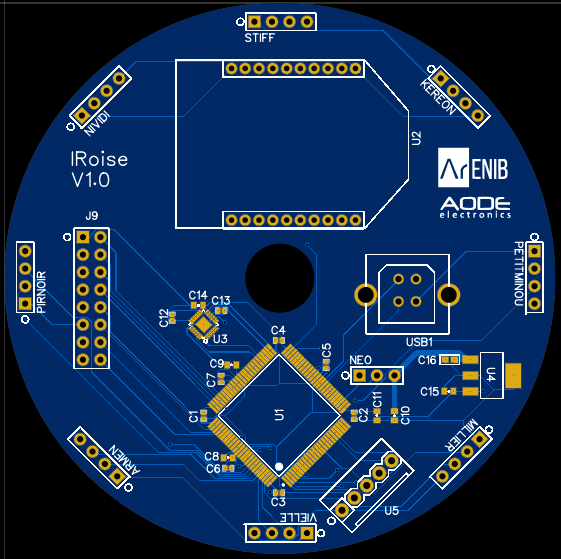 STIFF
KEREON
NIVIDI
U2
IRoise
V1.0
ArENIB
AODE
electronics
J9
PIRNOIR
PETITMINOU
C14
C13
C12
U3
USB1
C4
C5
C9
C7
NEO
C16
U4
C15
C1
U1
C2
C11
C10
MILLIER
ARMEN
C8
C6
C3
U5
VIELLE